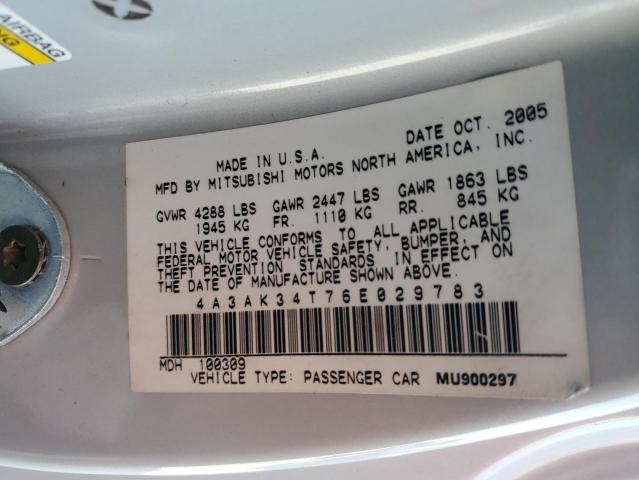 AIRBAG
NG
MADE IN U.S.A. DATE OCT. 2005
MFD BY MITSUBISHI MOTORS NORTH AMERICA, INC.
GVWR 4288 LBS GAWR 2447 LBS GAWR 1863 LBS
1945 KG FR. 1110 KG RR. 845 KG
THIS VEHICLE CONFORMS TO ALL APPLICABLE
FEDERAL MOTOR VEHICLE SAFETY, BUMPER, AND
THEFT PREVENTION STANDARDS IN EFFECT ON
THE DATE OF MANUFACTURE SHOWN ABOVE.
4A3AK34T76E029783
MDH 100309
VEHICLE TYPE: PASSENGER CAR MU900297